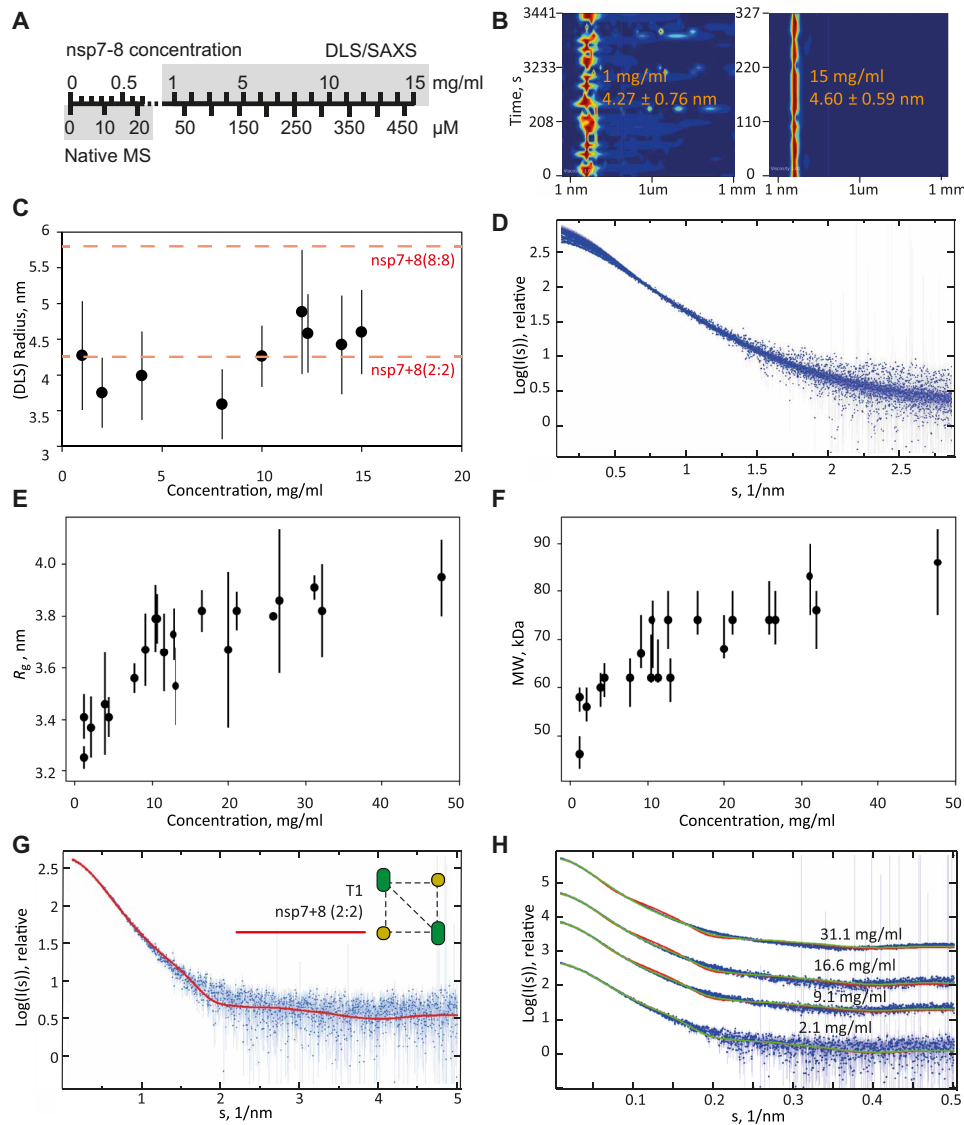 A
nsp7-8 concentration
DLS/SAXS
0 0.5 1 5 10 15 mg/ml
0 10 20 50 150 250 350 450 µM
Native MS
B
Time, s
3441
3233
208
0
1 mg/ml
4.27 ± 0.76 nm
1 nm 1um 1 mm
327
220
110
0
15 mg/ml
4.60 ± 0.59 nm
1 nm 1um 1 mm
C
(DLS) Radius, nm
6
5.5
5
4.5
4
3.5
3
nsp7+8(8:8)
nsp7+8(2:2)
0 5 10 15 20
Concentration, mg/ml
D
Log(I(s)), relative
2.5
2
1.5
1
0.5
0
0.5 1 1.5 2 2.5
s, 1/nm
E
Rg, nm
4.0
3.8
3.6
3.4
3.2
0 10 20 30 40 50
Concentration, mg/ml
F
MW, kDa
90
80
70
60
50
0 10 20 30 40 50
Concentration, mg/ml
G
Log(I(s)), relative
2.5
2
1.5
1
0.5
0
T1
nsp7+8 (2:2)
1 2 3 4 5
s, 1/nm
H
Log(I(s)), relative
5
4
3
2
1
0
31.1 mg/ml
16.6 mg/ml
9.1 mg/ml
2.1 mg/ml
0.1 0.2 0.3 0.4 0.5
s, 1/nm